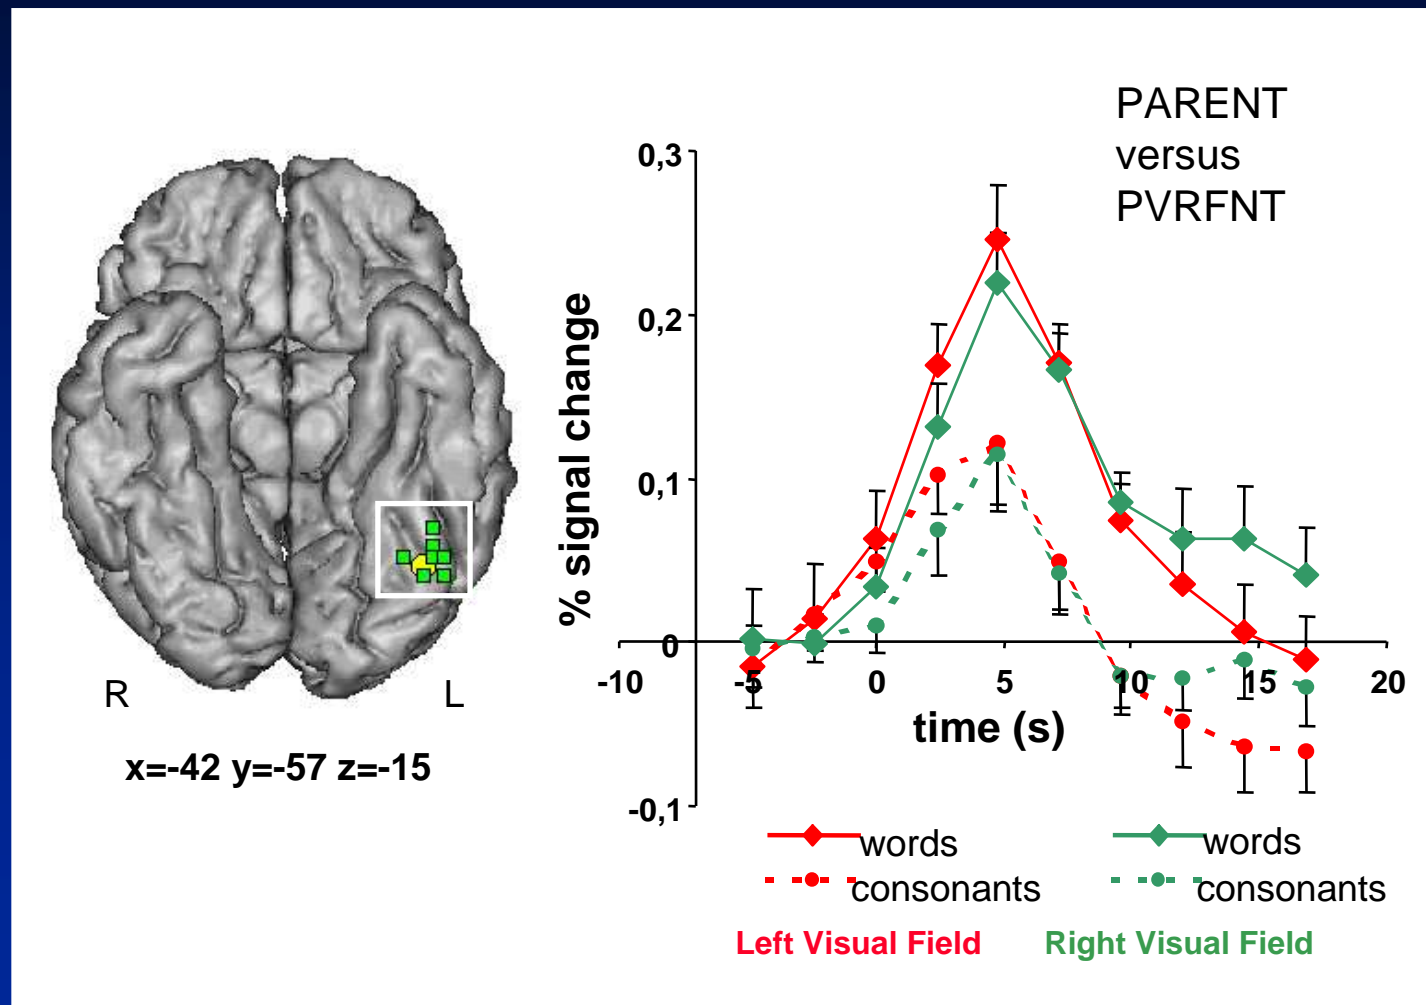 PARENT
versus
PVRFNT
0,3
0,2
0,1
0
-0,1
% signal change
-10
-5
0
5
10
15
20
time (s)
R
L
x=-42 y=-57 z=-15
words
words
consonants
consonants
Left Visual Field
Right Visual Field